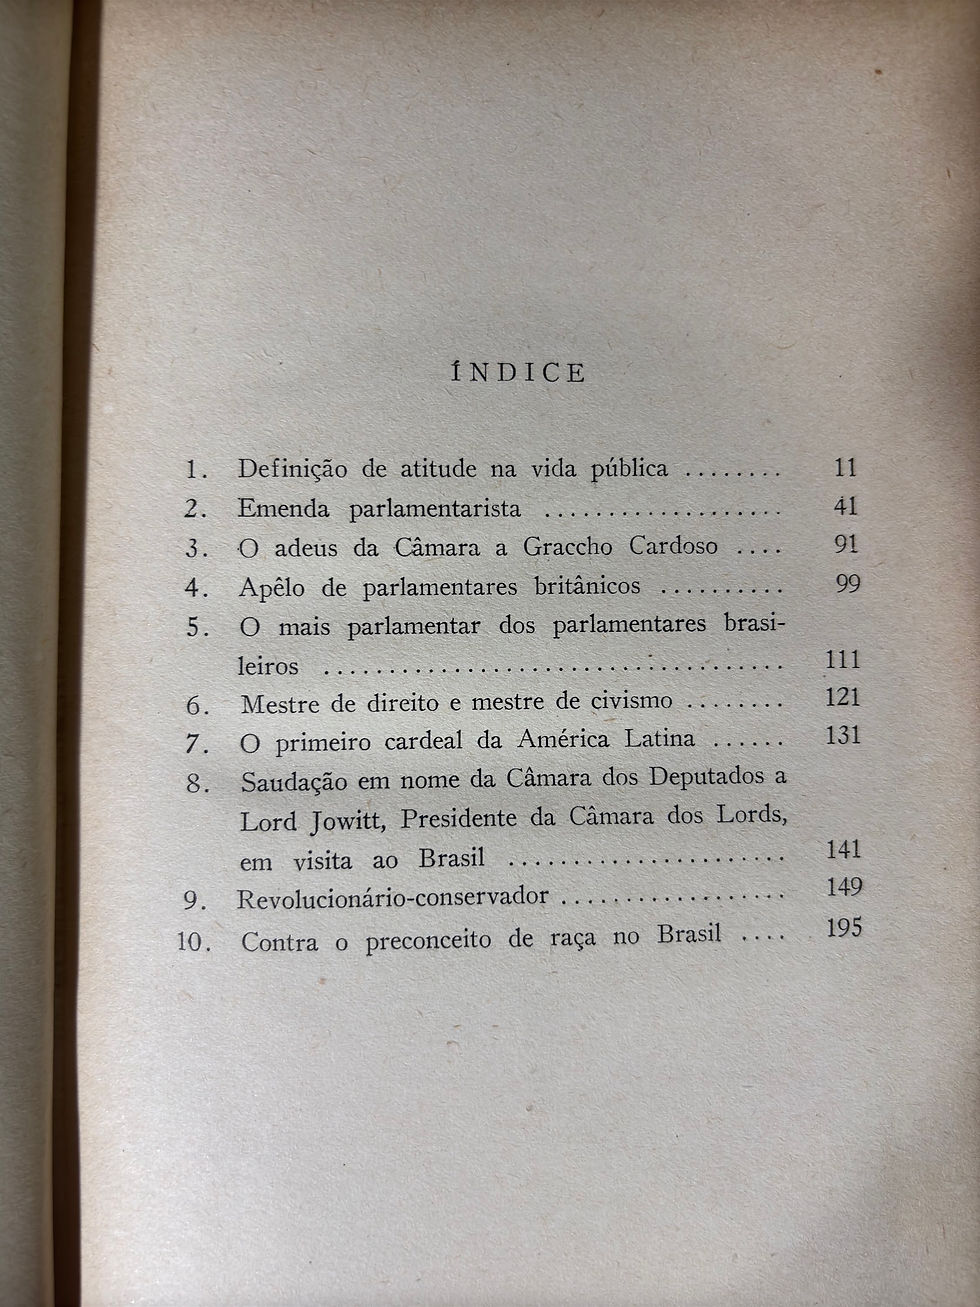 ÍNDICE
1. Definição de atitude na vida pública ........ 11
2. Emenda parlamentarista ................... 41
3. O adeus da Câmara a Graccho Cardoso .... 91
4. Apêlo de parlamentares britânicos .......... 99
5. O mais parlamentar dos parlamentares brasi-
leiros .................................... 111
6. Mestre de direito e mestre de civismo ........ 121
7. O primeiro cardeal da América Latina ...... 131
8. Saudação em nome da Câmara dos Deputados a
Lord Jowitt, Presidente da Câmara dos Lords,
em visita ao Brasil ...................... 141
9. Revolucionário-conservador .................. 149
10. Contra o preconceito de raça no Brasil .... 195